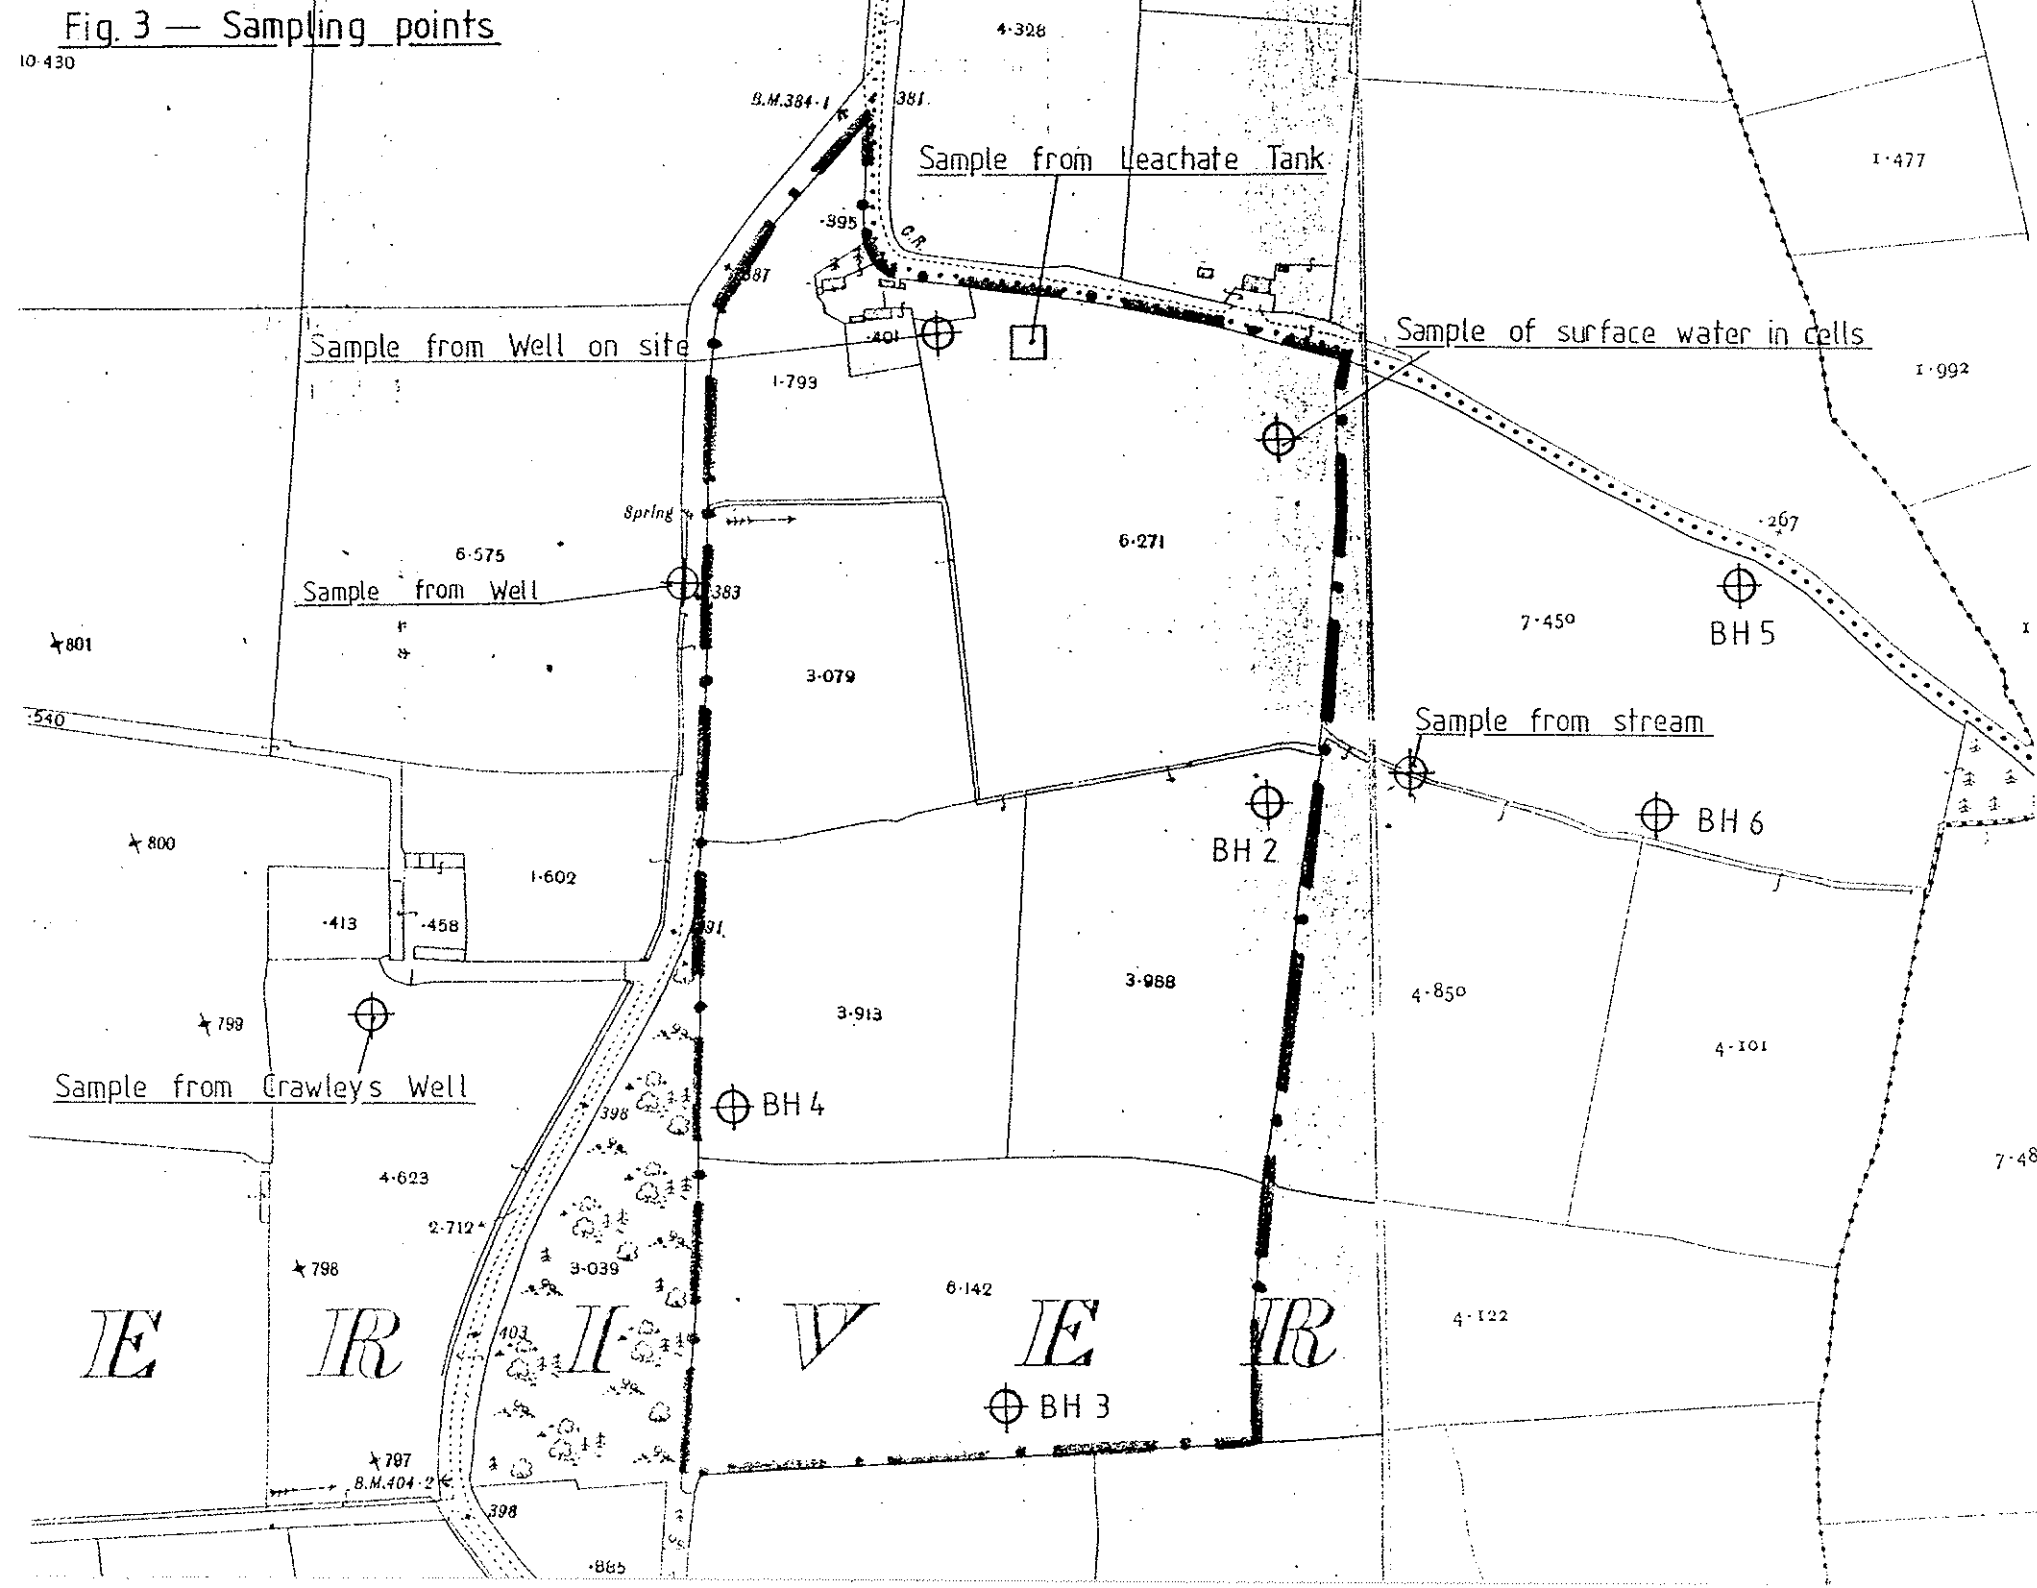 Fig. 3 — Sampling points
10·430
4·328
B.M.384·1
381
Sample from Leachate Tank
1·477
·395
C.R.
387
Sample from Well on site
·401
Sample of surface water in cells
1·793
1·992
Spring
6·575
6·271
·267
Sample from Well
383
BH 5
7·450
801
3·079
·540
Sample from stream
BH 2
BH 6
800
1·602
·413
·458
391
3·988
4·850
799
3·913
4·101
Sample from Crawley's Well
398
BH 4
4·623
7·48
2·712
798
3·039
6·142
E R I V E R
403
4·122
BH 3
797
B.M.404·2
398
·885